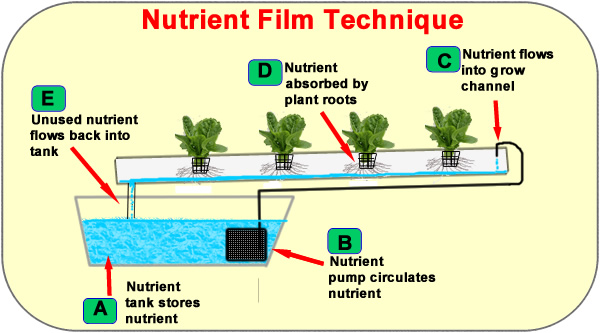 Nutrient Film Technique
C
Nutrient flows
into grow
channel
D
Nutrient
absorbed by
plant roots
E
Unused nutrient
flows back into
tank
B
Nutrient
pump circulates
nutrient
A
Nutrient
tank stores
nutrient